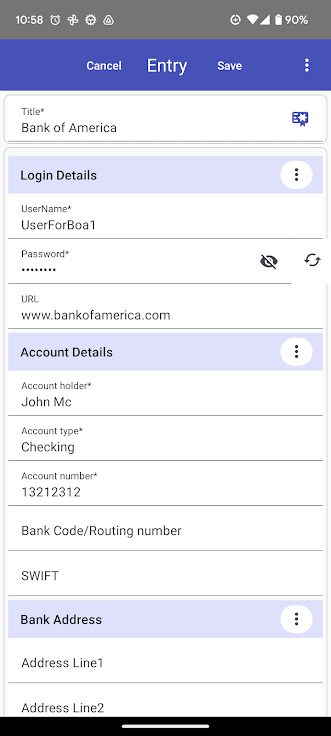 10:58
90%
Cancel Entry Save
Title*
Bank of America
Login Details
UserName*
UserForBoa1
Password*
••••••••
URL
www.bankofamerica.com
Account Details
Account holder*
John Mc
Account type*
Checking
Account number*
13212312
Bank Code/Routing number
SWIFT
Bank Address
Address Line1
Address Line2